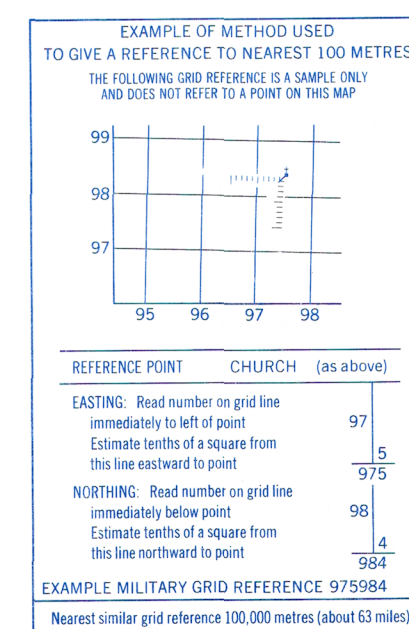 EXAMPLE OF METHOD USED
TO GIVE A REFERENCE TO NEAREST 100 METRES
THE FOLLOWING GRID REFERENCE IS A SAMPLE ONLY
AND DOES NOT REFER TO A POINT ON THIS MAP
99
98
97
95 96 97 98
REFERENCE POINT CHURCH (as above)
EASTING: Read number on grid line
immediately to left of point 97
Estimate tenths of a square from
this line eastward to point 5
975
NORTHING: Read number on grid line
immediately below point 98
Estimate tenths of a square from
this line northward to point 4
984
EXAMPLE MILITARY GRID REFERENCE 975984
Nearest similar grid reference 100,000 metres (about 63 miles)